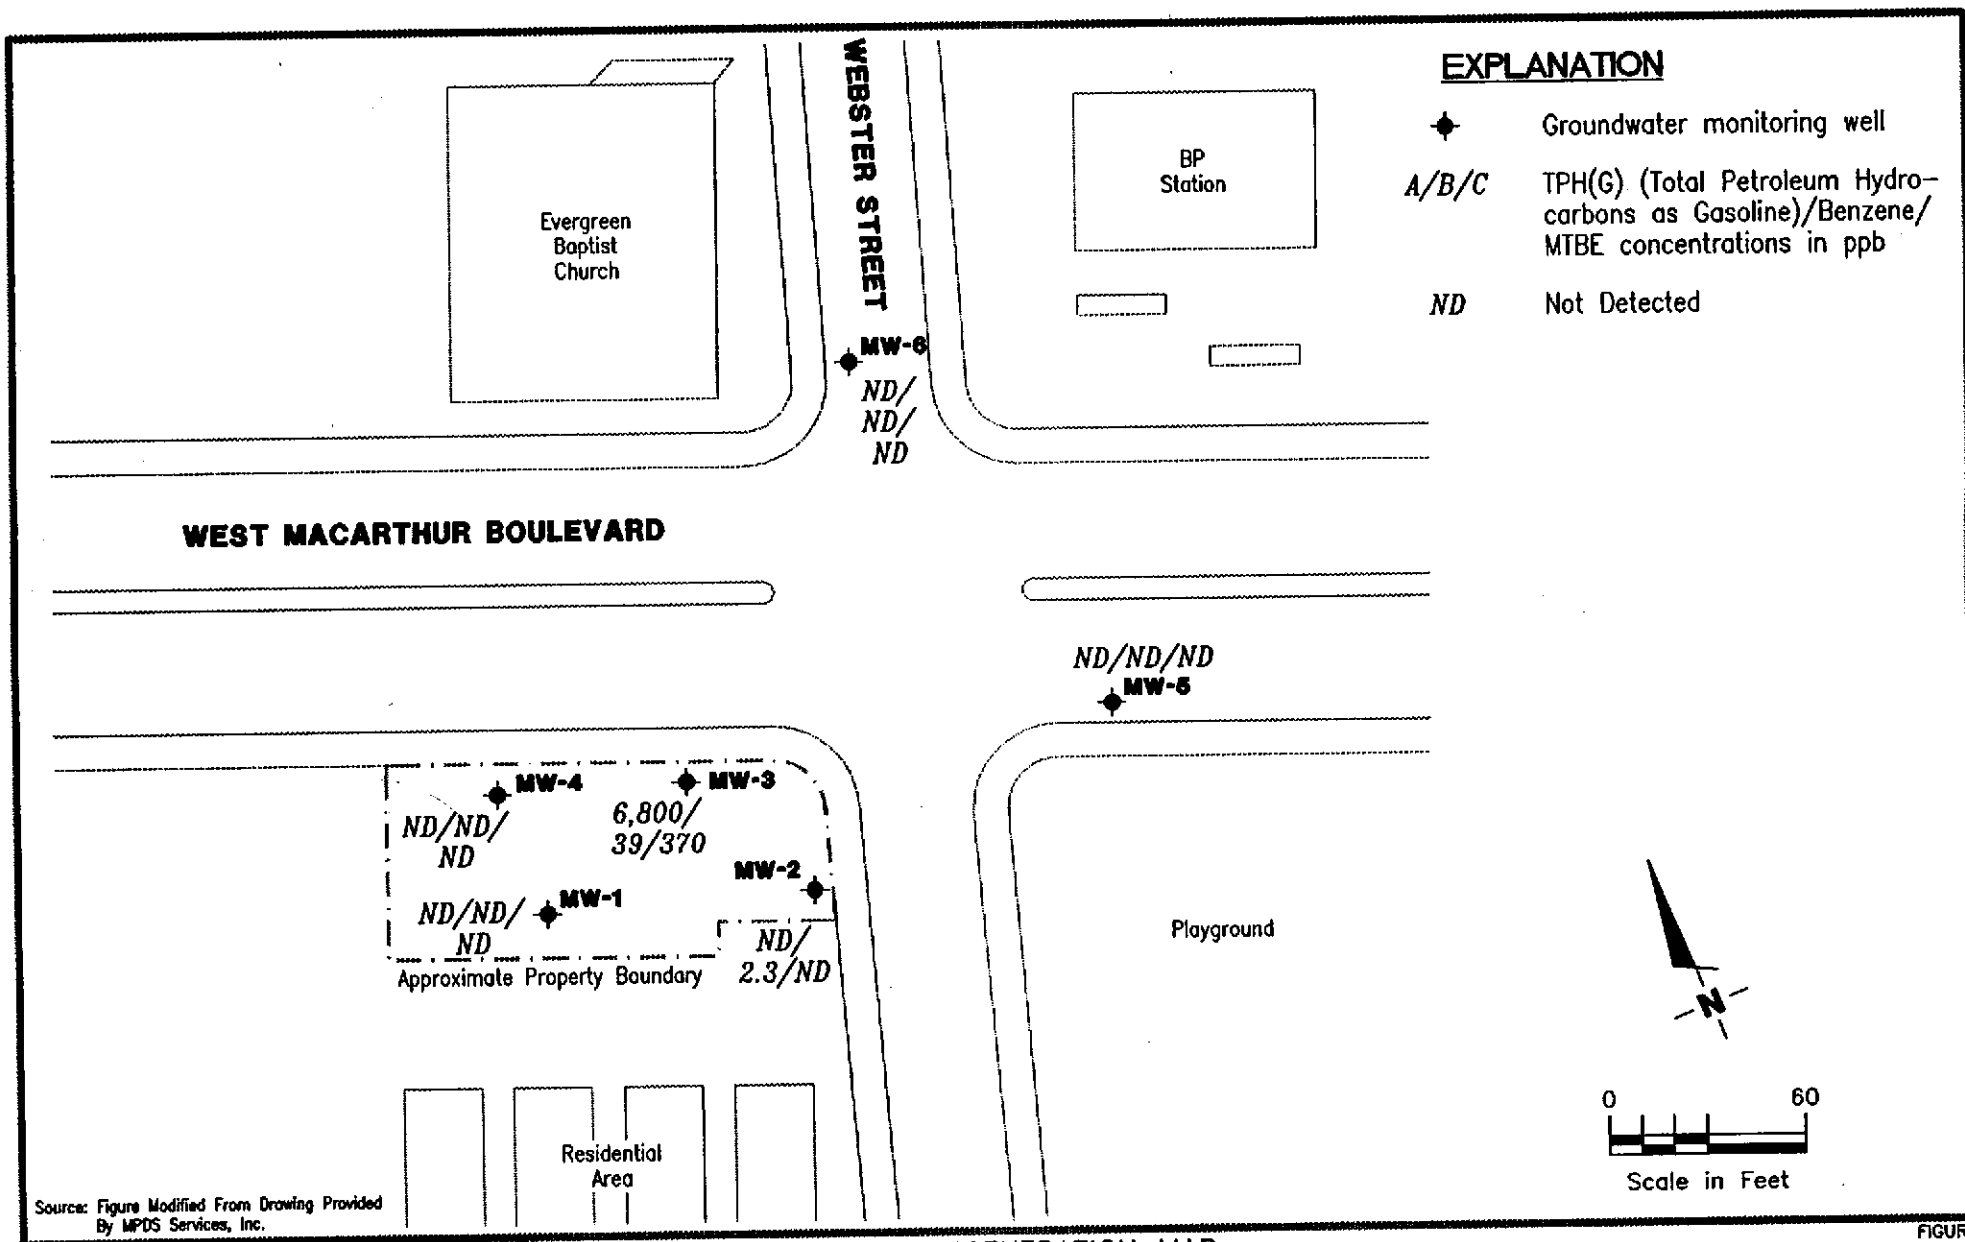 WEBSTER STREET
EXPLANATION
Groundwater monitoring well
A/B/C
TPH(G) (Total Petroleum Hydro-
carbons as Gasoline)/Benzene/
MTBE concentrations in ppb
ND
Not Detected
BP
Station
Evergreen
Baptist
Church
MW-6
ND/
ND/
ND
WEST MACARTHUR BOULEVARD
ND/ND/ND
MW-5
MW-4
ND/ND/
ND
MW-3
6,800/
39/370
MW-2
ND/
2.3/ND
MW-1
ND/ND/
ND
Approximate Property Boundary
Playground
N
Residential
Area
0
60
Scale in Feet
Source: Figure Modified From Drawing Provided
By MPDS Services, Inc.
MAP